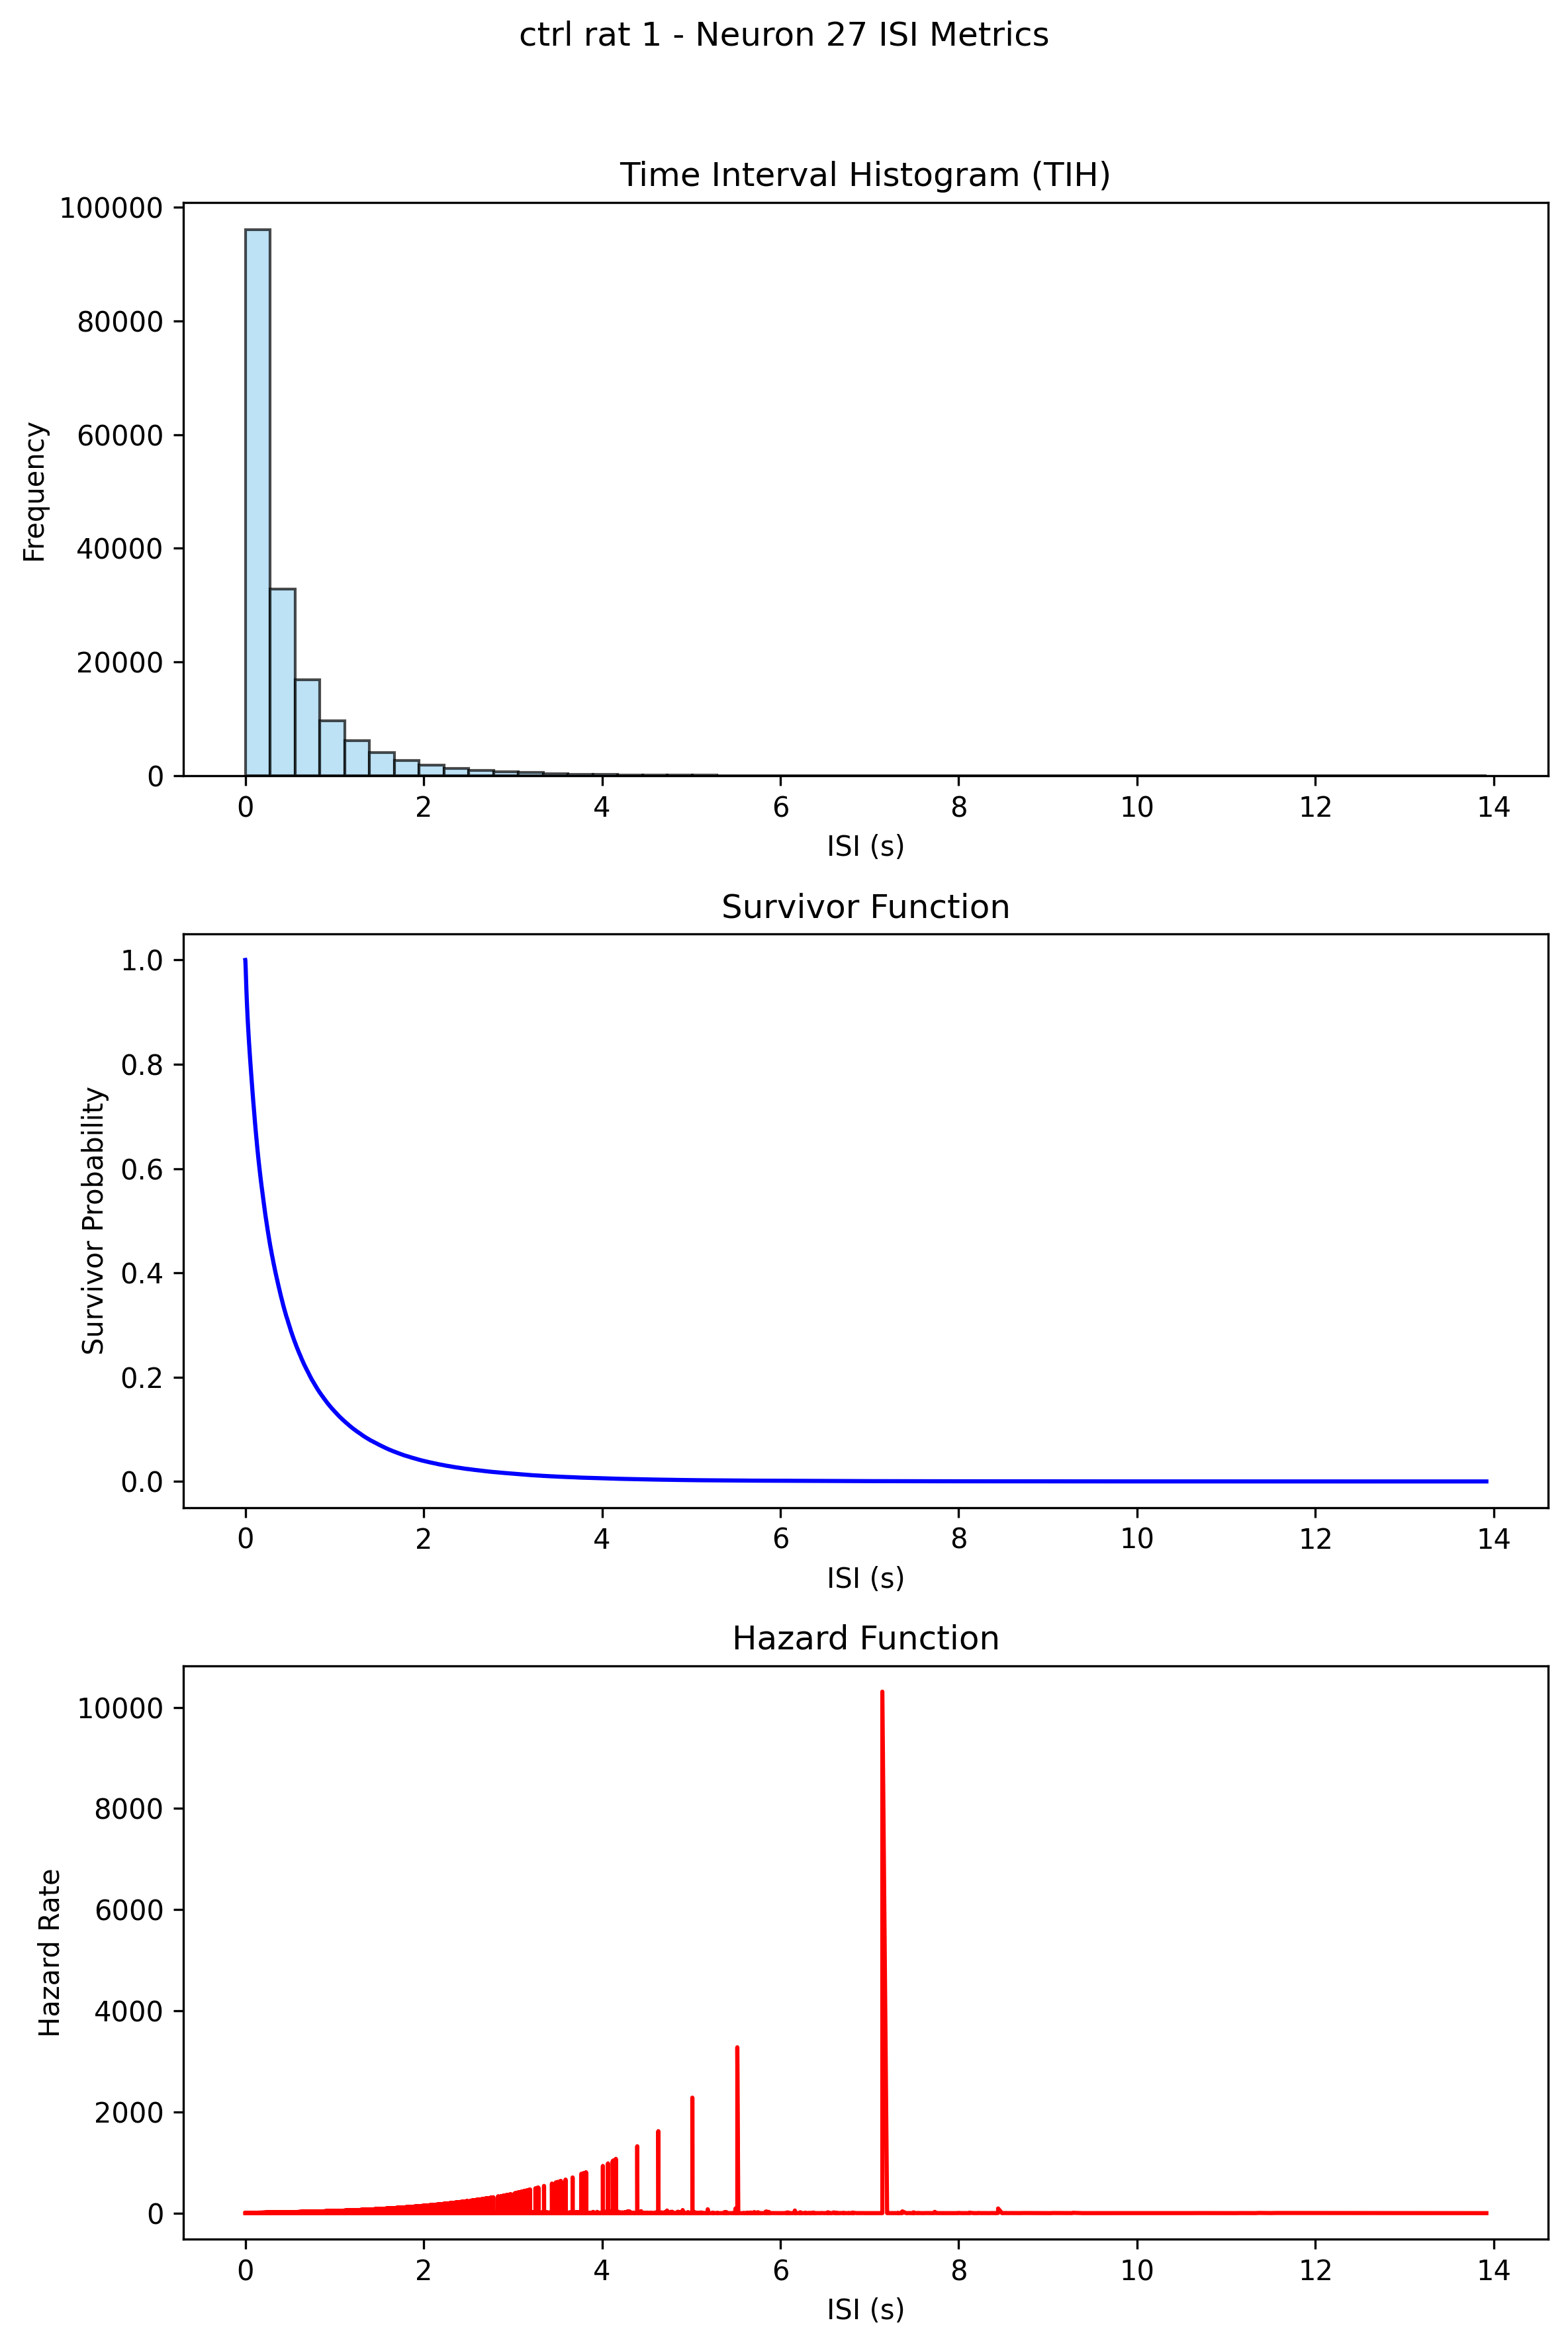 ctrl rat 1 - Neuron 27 ISI Metrics
Time Interval Histogram (TIH)
100000
80000
60000
40000
20000
0
Frequency
0 2 4 6 8 10 12 14
ISI (s)
Survivor Function
1.0
0.8
0.6
0.4
0.2
0.0
Survivor Probability
0 2 4 6 8 10 12 14
ISI (s)
Hazard Function
10000
8000
6000
4000
2000
0
Hazard Rate
0 2 4 6 8 10 12 14
ISI (s)